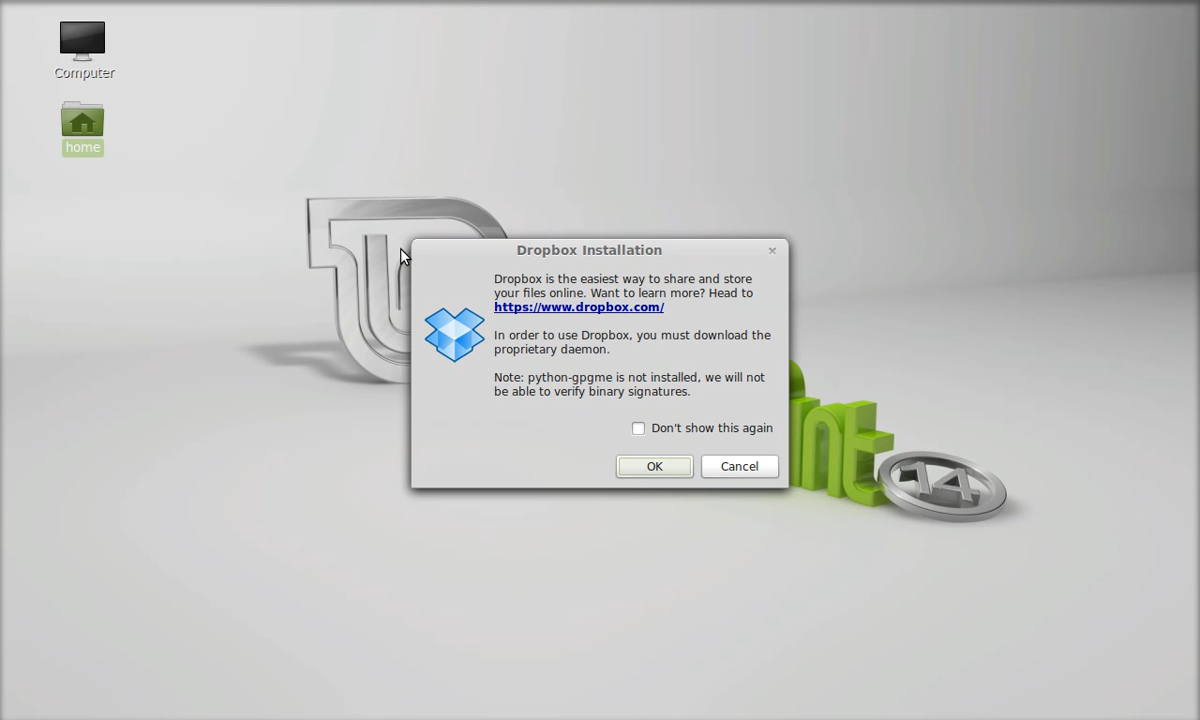 Computer
home
Dropbox Installation
Dropbox is the easiest way to share and store
your files online. Want to learn more? Head to
https://www.dropbox.com/
In order to use Dropbox, you must download the
proprietary daemon.
Note: python-gpgme is not installed, we will not
be able to verify binary signatures.
Don't show this again
OK
Cancel
int
14